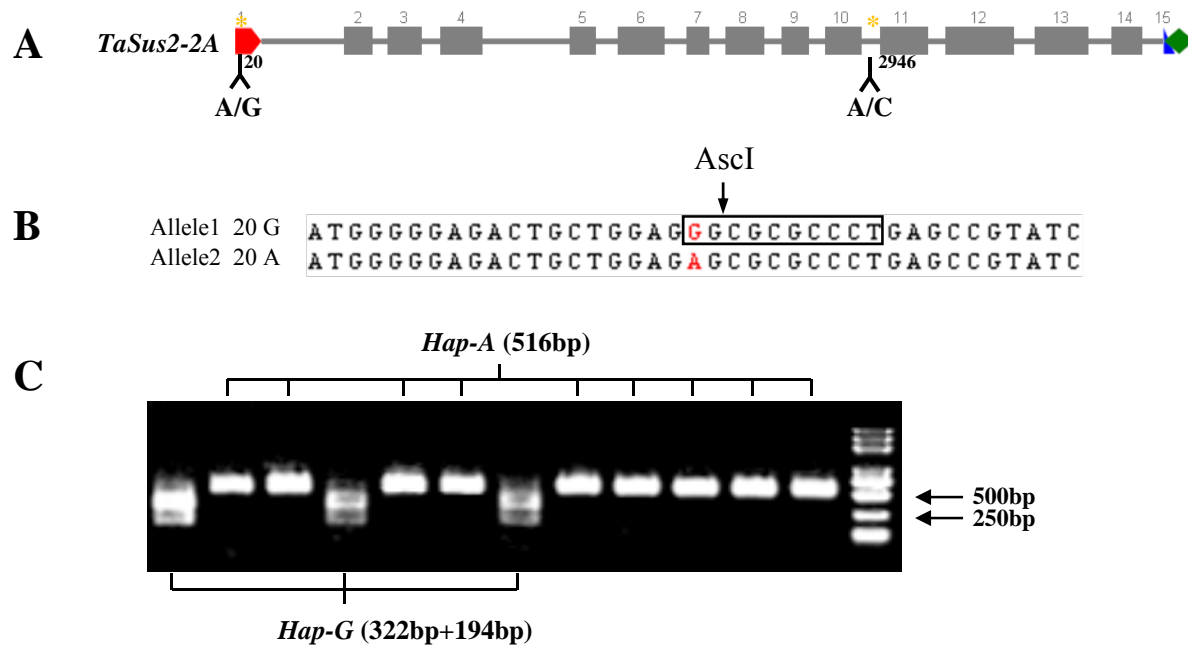 A
TaSus2-2A
1 2 3 4 5 6 7 8 9 10 11 12 13 14 15
* *
20
2946
A/G
A/C
AscI
B
Allele1 20 G ATGGGGGAGACTGCTGGAGGGCGCGCCCTGAGCCGTATC
Allele2 20 A ATGGGGGAGACTGCTGGAGAGCGCGCCCTGAGCCGTATC
Hap-A (516bp)
C
500bp
250bp
Hap-G (322bp+194bp)